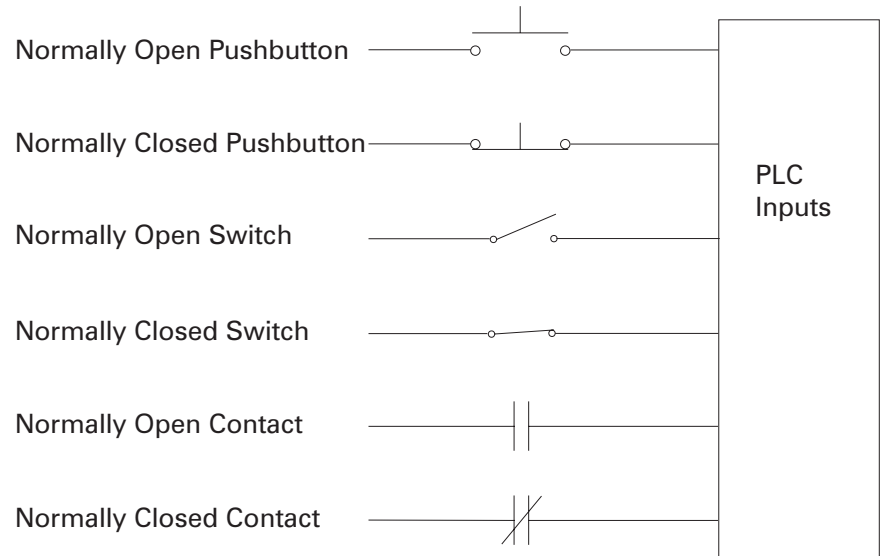 Normally Open Pushbutton
Normally Closed Pushbutton
PLC
Inputs
Normally Open Switch
Normally Closed Switch
Normally Open Contact
Normally Closed Contact